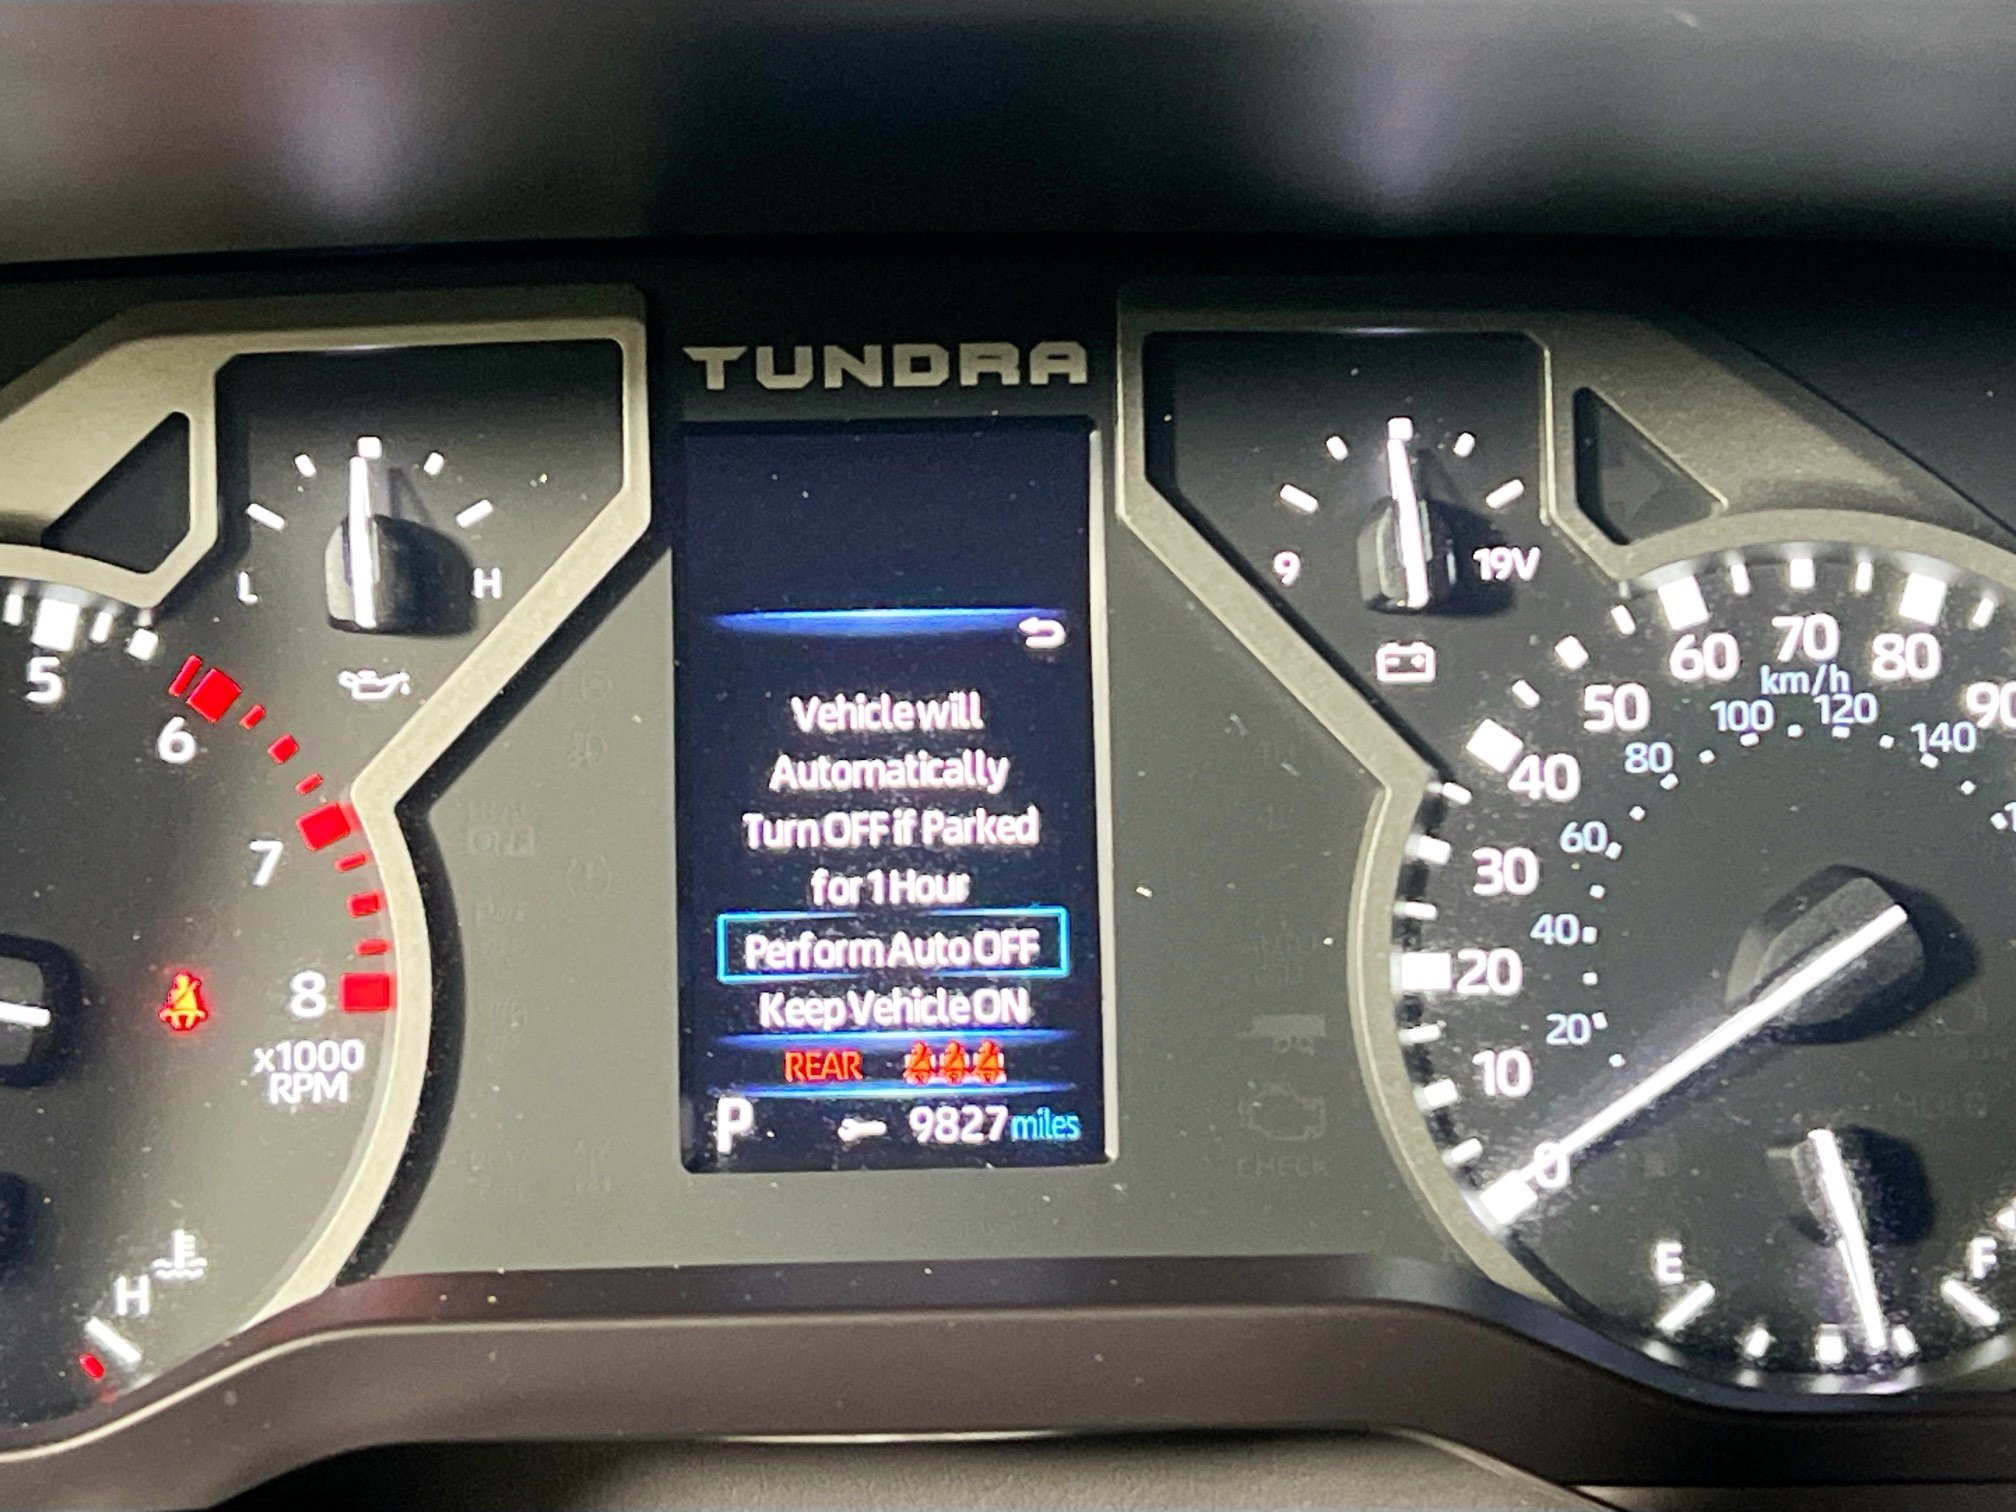 TUNDRA
L H
9 19V
5
6
7
8
x1000
RPM
H
Vehicle will
Automatically
Turn OFF if Parked
for 1 Hour
Perform Auto OFF
Keep Vehicle ON
REAR
P 9827 miles
0
10
20
30
40
50
60
70
80
90
km/h
20
40
60
80
100
120
140
E F
CHECK